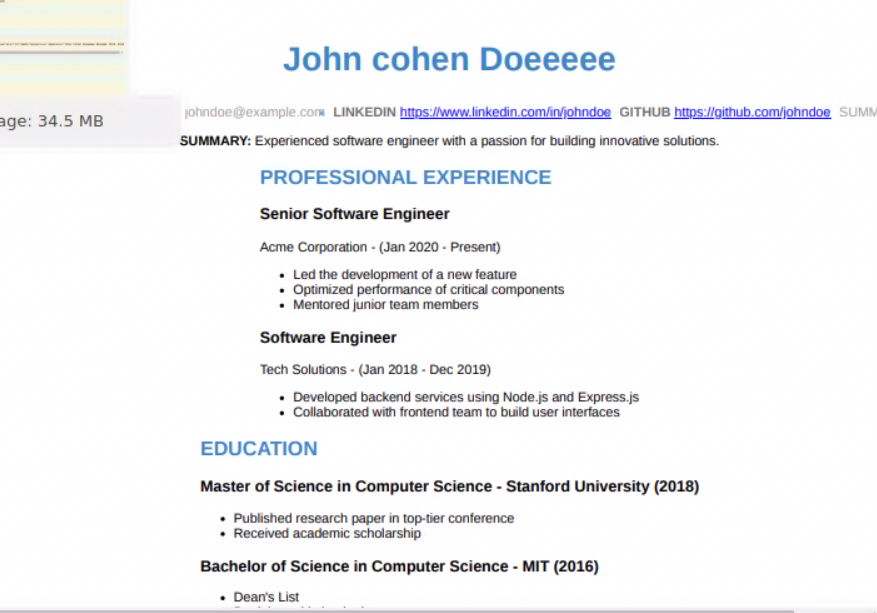 John cohen Doeeeee
age: 34.5 MB
johndoe@example.com LINKEDIN https://www.linkedin.com/in/johndoe GITHUB https://github.com/johndoe SUMM
SUMMARY: Experienced software engineer with a passion for building innovative solutions.
PROFESSIONAL EXPERIENCE
Senior Software Engineer
Acme Corporation - (Jan 2020 - Present)
• Led the development of a new feature
• Optimized performance of critical components
• Mentored junior team members
Software Engineer
Tech Solutions - (Jan 2018 - Dec 2019)
• Developed backend services using Node.js and Express.js
• Collaborated with frontend team to build user interfaces
EDUCATION
Master of Science in Computer Science - Stanford University (2018)
• Published research paper in top-tier conference
• Received academic scholarship
Bachelor of Science in Computer Science - MIT (2016)
• Dean's List